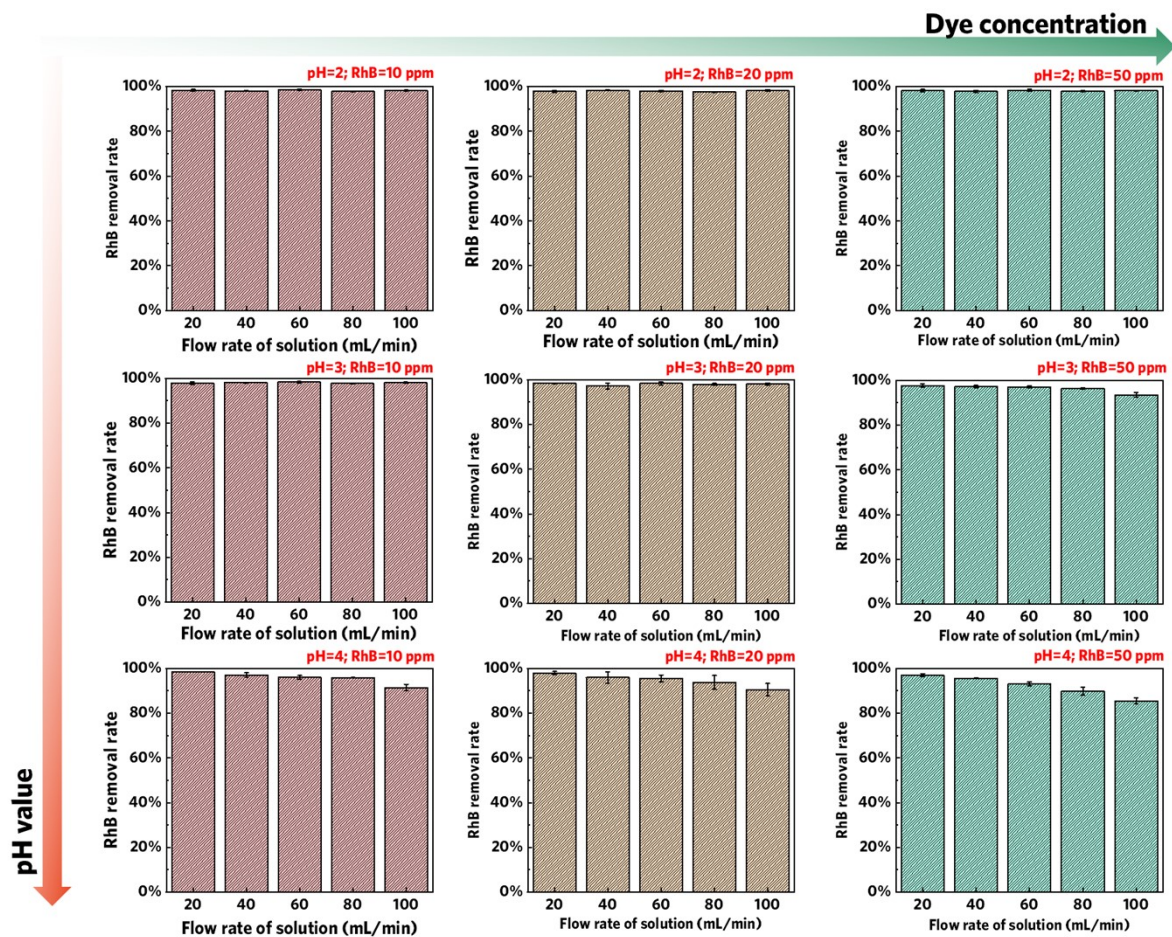 Dye concentration
pH value
pH=2; RhB=10 ppm
RhB removal rate
100%
80%
60%
40%
20%
0%
20 40 60 80 100
Flow rate of solution (mL/min)
pH=2; RhB=20 ppm
RhB removal rate
100%
80%
60%
40%
20%
0%
20 40 60 80 100
Flow rate of solution (mL/min)
pH=2; RhB=50 ppm
RhB removal rate
100%
80%
60%
40%
20%
0%
20 40 60 80 100
Flow rate of solution (mL/min)
pH=3; RhB=10 ppm
RhB removal rate
100%
80%
60%
40%
20%
0%
20 40 60 80 100
Flow rate of solution (mL/min)
pH=3; RhB=20 ppm
RhB removal rate
100%
80%
60%
40%
20%
0%
20 40 60 80 100
Flow rate of solution (mL/min)
pH=3; RhB=50 ppm
RhB removal rate
100%
80%
60%
40%
20%
0%
20 40 60 80 100
Flow rate of solution (mL/min)
pH=4; RhB=10 ppm
RhB removal rate
100%
80%
60%
40%
20%
0%
20 40 60 80 100
Flow rate of solution (mL/min)
pH=4; RhB=20 ppm
RhB removal rate
100%
80%
60%
40%
20%
0%
20 40 60 80 100
Flow rate of solution (mL/min)
pH=4; RhB=50 ppm
RhB removal rate
100%
80%
60%
40%
20%
0%
20 40 60 80 100
Flow rate of solution (mL/min)